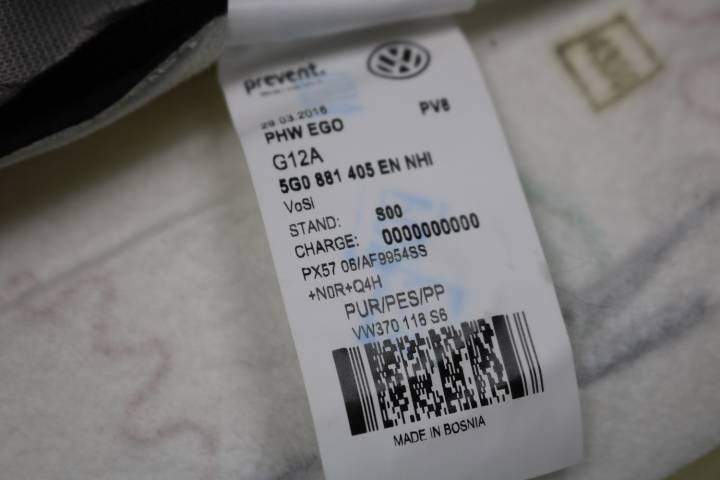 prevent.
29.03.2016
PV8
PHW EGO
G12A
5G0 881 405 EN NHI
VoSi
STAND: S00
CHARGE: 0000000000
PX57 06/AF9954SS
+N0R+Q4H
PUR/PES/PP
VW370 118 S6
MADE IN BOSNIA